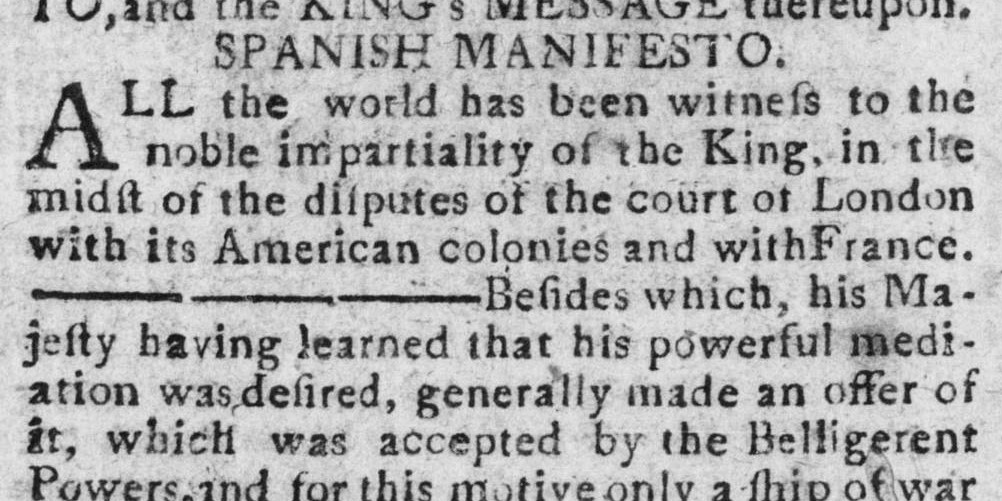 TO, and the KING's MESSAGE thereupon.
SPANISH MANIFESTO.
ALL the world has been witneſs to the
noble impartiality of the King, in the
midſt of the diſputes of the court of London
with its American colonies and with France.
————Beſides which, his Ma-
jeſty having learned that his powerful medi-
ation was deſired, generally made an offer of
it, which was accepted by the Belligerent
Powers, and for this motive only a ſhip of war